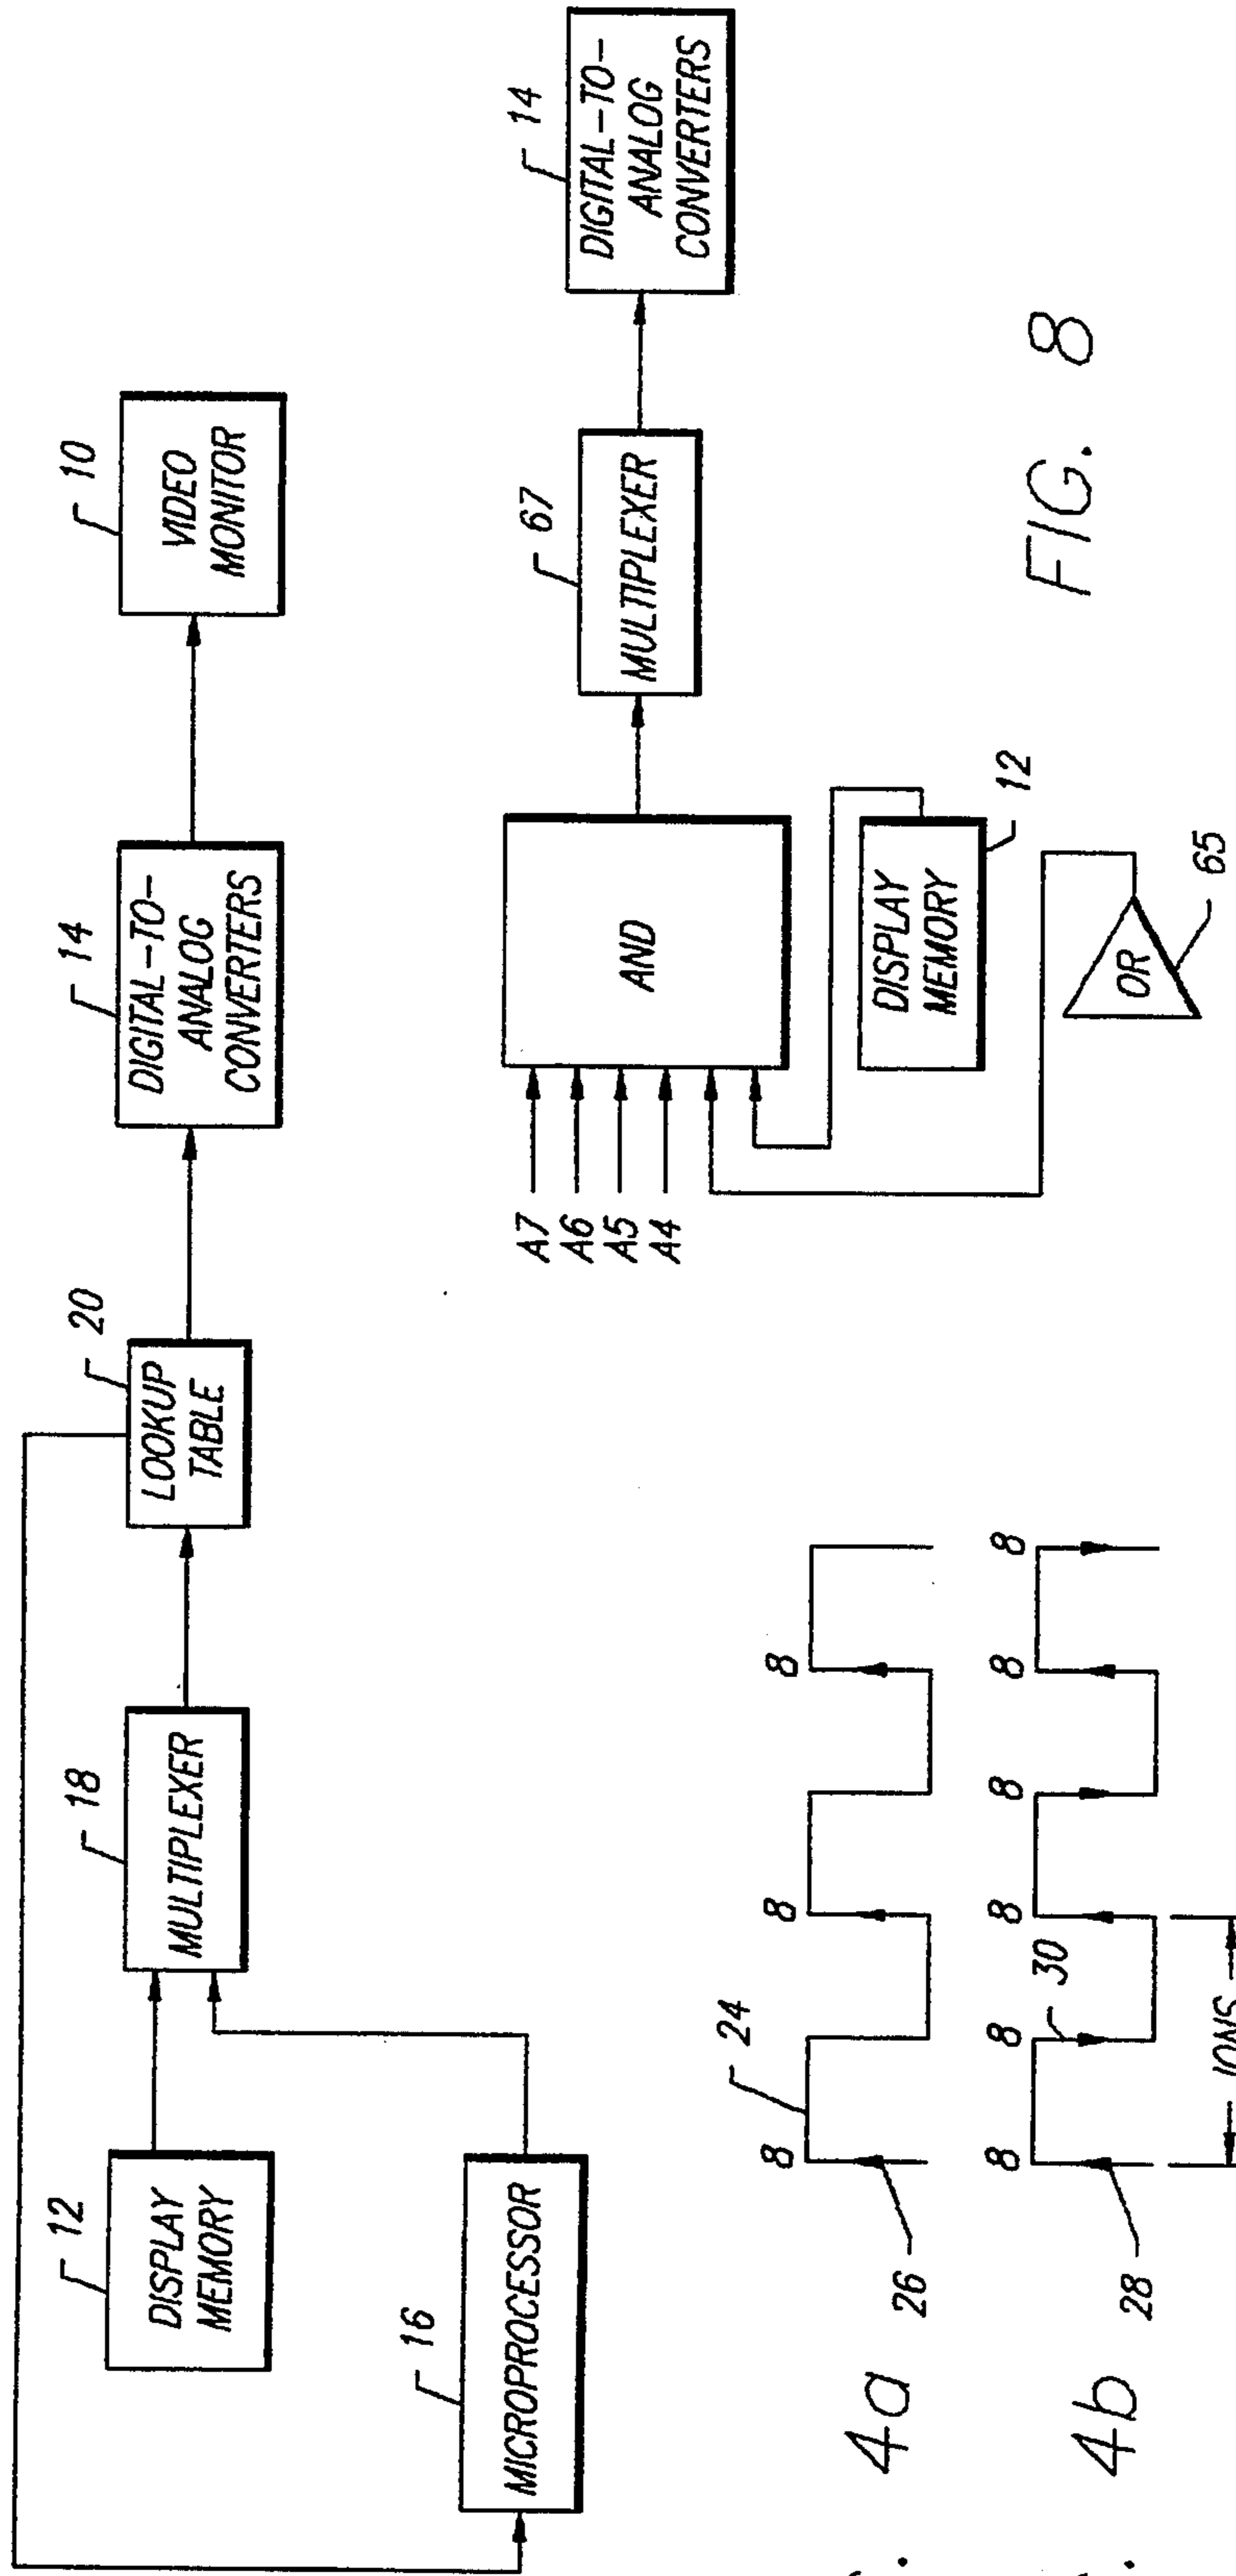 12
DISPLAY
MEMORY
16
MICROPROCESSOR
18
MULTIPLEXER
20
LOOKUP
TABLE
14
DIGITAL-TO-
ANALOG
CONVERTERS
10
VIDEO
MONITOR
A7
A6
A5
A4
AND
67
MULTIPLEXER
14
DIGITAL-TO-
ANALOG
CONVERTERS
DISPLAY
MEMORY
12
OR
65
FIG. 8
4a
26
24
8
8
8
4b
28
30
8
8
8
8
8
8